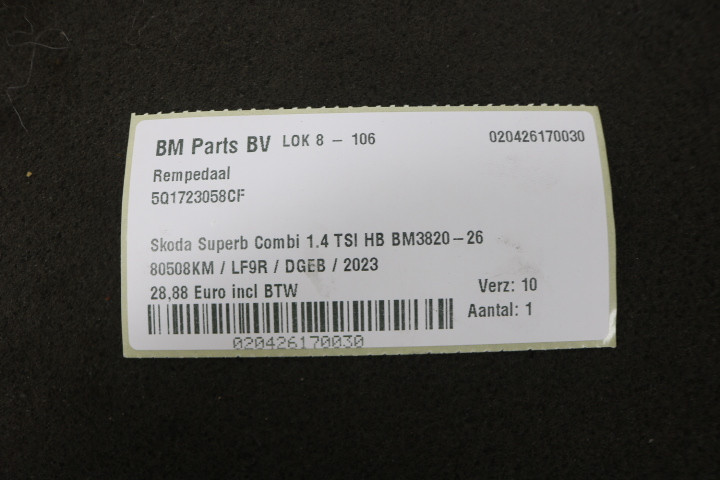 BM Parts BV LOK 8 - 106 020426170030
Rempedaal
5Q1723058CF
Skoda Superb Combi 1.4 TSI HB BM3820-26
80508KM / LF9R / DGEB / 2023
28,88 Euro incl BTW Verz: 10
Aantal: 1
020426170030